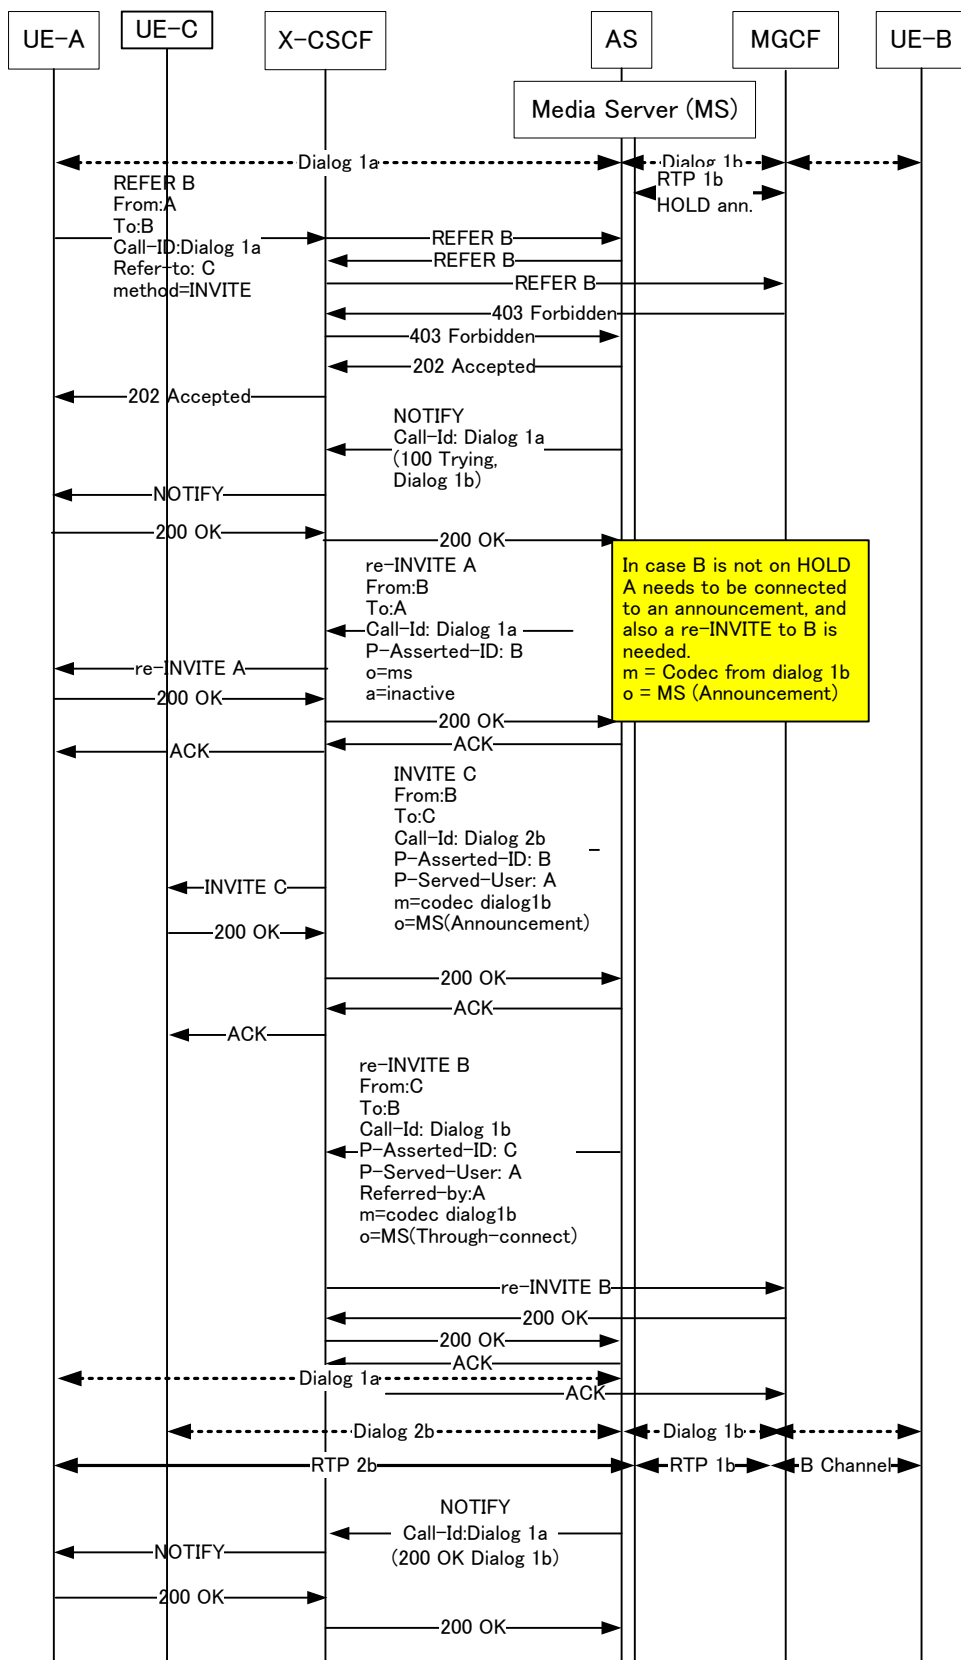 UE-A
UE-C
X-CSCF
AS
MGCF
UE-B
Media Server (MS)
Dialog 1a
Dialog 1b
RTP 1b
HOLD ann.
REFER B
From:A
To:B
Call-ID:Dialog 1a
Refer-to: C
method=INVITE
REFER B
REFER B
REFER B
403 Forbidden
403 Forbidden
202 Accepted
202 Accepted
NOTIFY
Call-Id: Dialog 1a
(100 Trying,
Dialog 1b)
NOTIFY
200 OK
200 OK
In case B is not on HOLD
A needs to be connected
to an announcement, and
also a re-INVITE to B is
needed.
m = Codec from dialog 1b
o = MS (Announcement)
re-INVITE A
From:B
To:A
Call-Id: Dialog 1a
P-Asserted-ID: B
o=ms
a=inactive
re-INVITE A
200 OK
200 OK
ACK
ACK
INVITE C
From:B
To:C
Call-Id: Dialog 2b
P-Asserted-ID: B
P-Served-User: A
m=codec dialog1b
o=MS(Announcement)
INVITE C
200 OK
200 OK
ACK
ACK
re-INVITE B
From:C
To:B
Call-Id: Dialog 1b
P-Asserted-ID: C
P-Served-User: A
Referred-by:A
m=codec dialog1b
o=MS(Through-connect)
re-INVITE B
200 OK
200 OK
ACK
Dialog 1a
ACK
Dialog 2b
Dialog 1b
RTP 2b
RTP 1b
B Channel
NOTIFY
Call-Id:Dialog 1a
(200 OK Dialog 1b)
NOTIFY
200 OK
200 OK